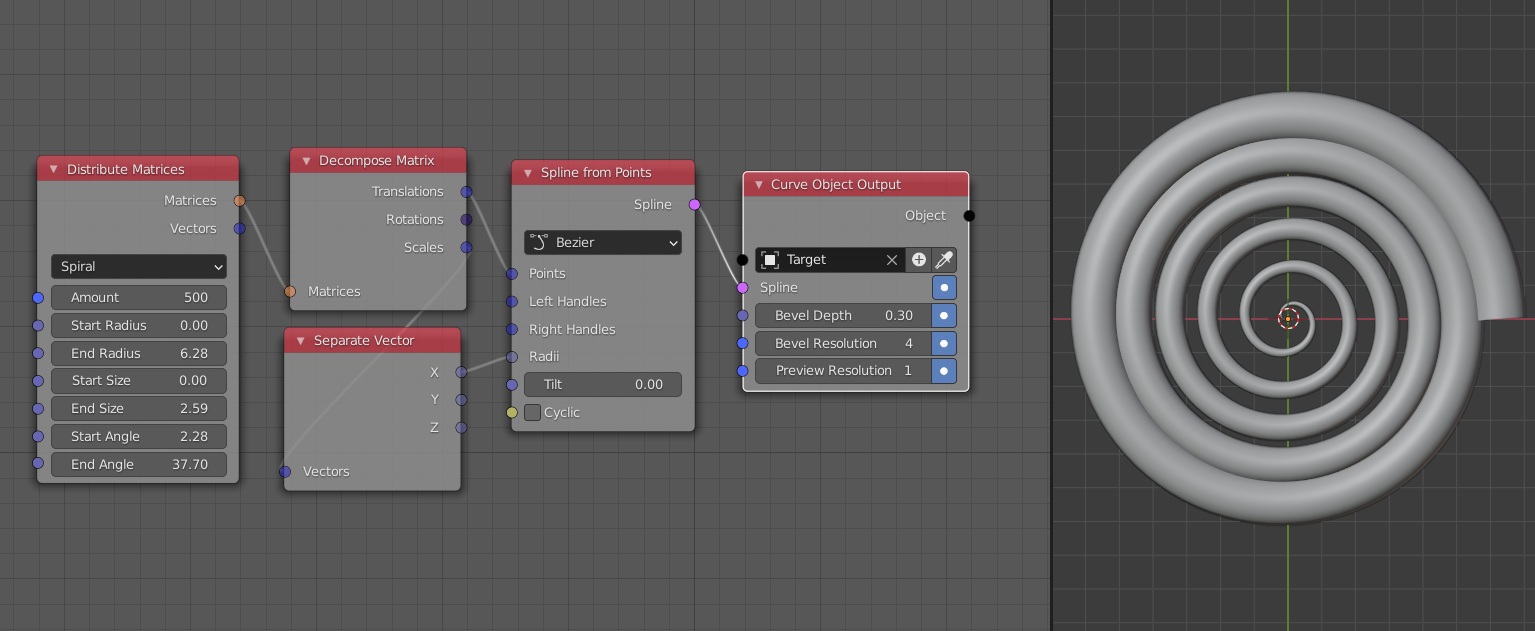 Distribute Matrices
Matrices
Vectors
Spiral
Amount 500
Start Radius 0.00
End Radius 6.28
Start Size 0.00
End Size 2.59
Start Angle 2.28
End Angle 37.70
Decompose Matrix
Translations
Rotations
Scales
Matrices
Separate Vector
X
Y
Z
Vectors
Spline from Points
Spline
Bezier
Points
Left Handles
Right Handles
Radii
Tilt 0.00
Cyclic
Curve Object Output
Object
Target
Spline
Bevel Depth 0.30
Bevel Resolution 4
Preview Resolution 1